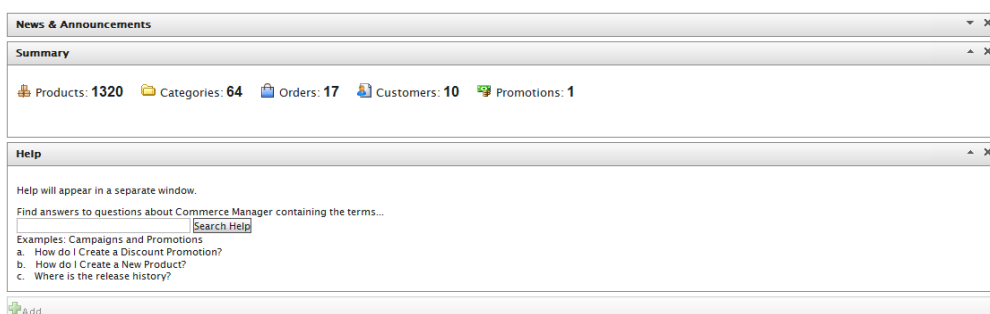 News & Announcements
Summary
Products: 1320 Categories: 64 Orders: 17 Customers: 10 Promotions: 1
Help
Help will appear in a separate window.
Find answers to questions about Commerce Manager containing the terms...
Search Help
Examples: Campaigns and Promotions
a. How do I Create a Discount Promotion?
b. How do I Create a New Product?
c. Where is the release history?
Add